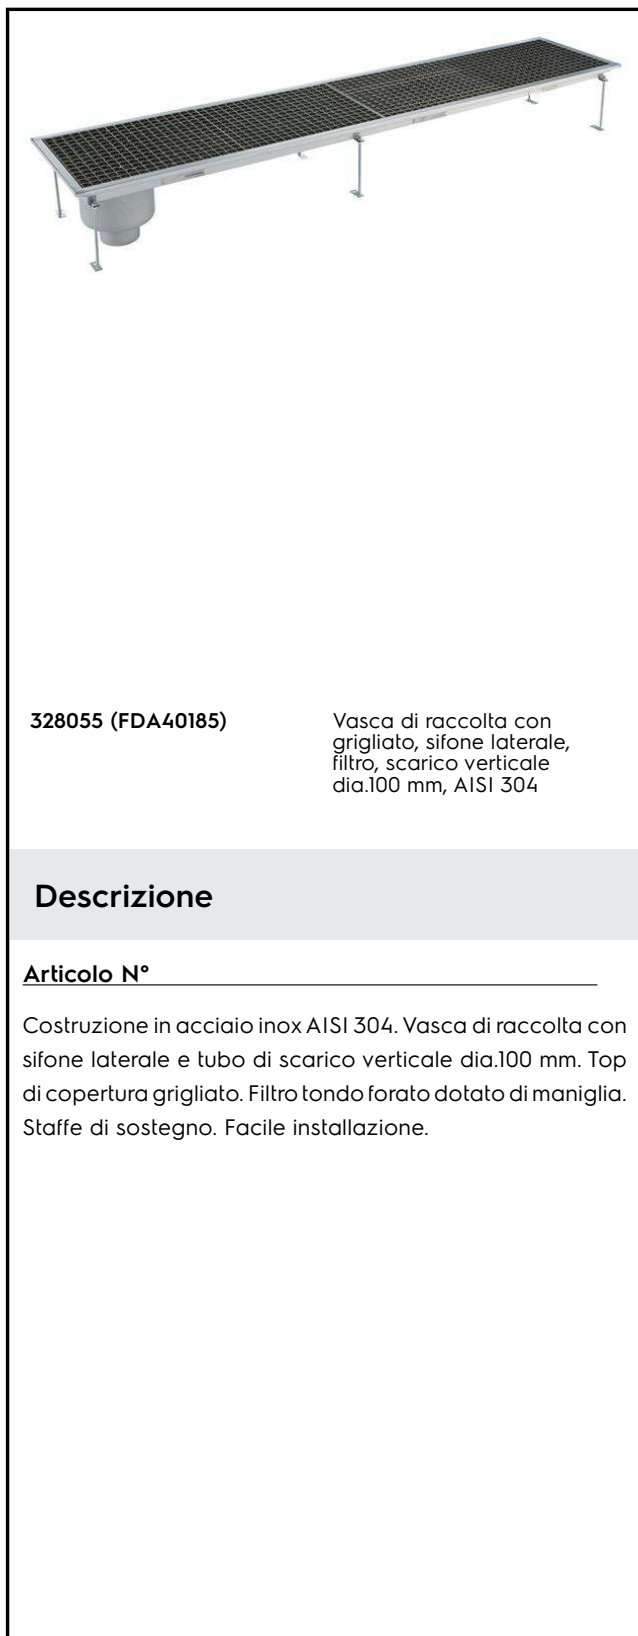 328055 (FDA40185)
Vasca di raccolta con
grigliato, sifone laterale,
filtro, scarico verticale
dia.100 mm, AISI 304
Descrizione
Articolo N°
Costruzione in acciaio inox AISI 304. Vasca di raccolta con
sifone laterale e tubo di scarico verticale dia.100 mm. Top
di copertura grigliato. Filtro tondo forato dotato di maniglia.
Staffe di sostegno. Facile installazione.